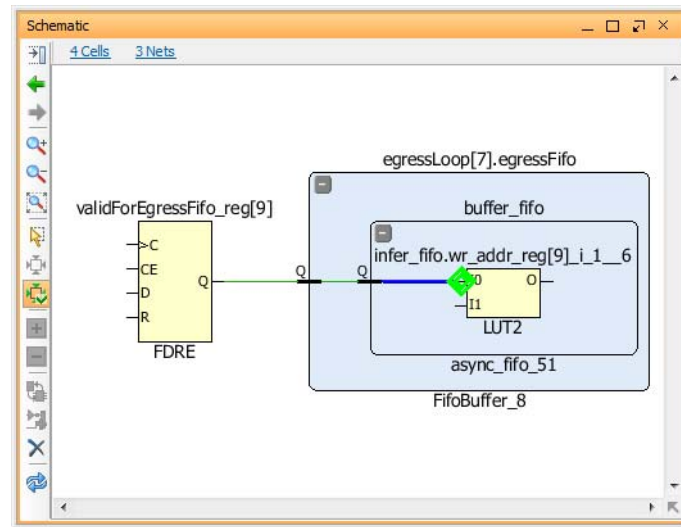 Schematic
4 Cells 3 Nets
egressLoop[7].egressFifo
validForEgressFifo_reg[9]
buffer_fifo
infer_fifo.wr_addr_reg[9]_i_1__6
>C
CE
D
R
Q
Q
Q
O
I1
LUT2
FDRE
async_fifo_51
FifoBuffer_8